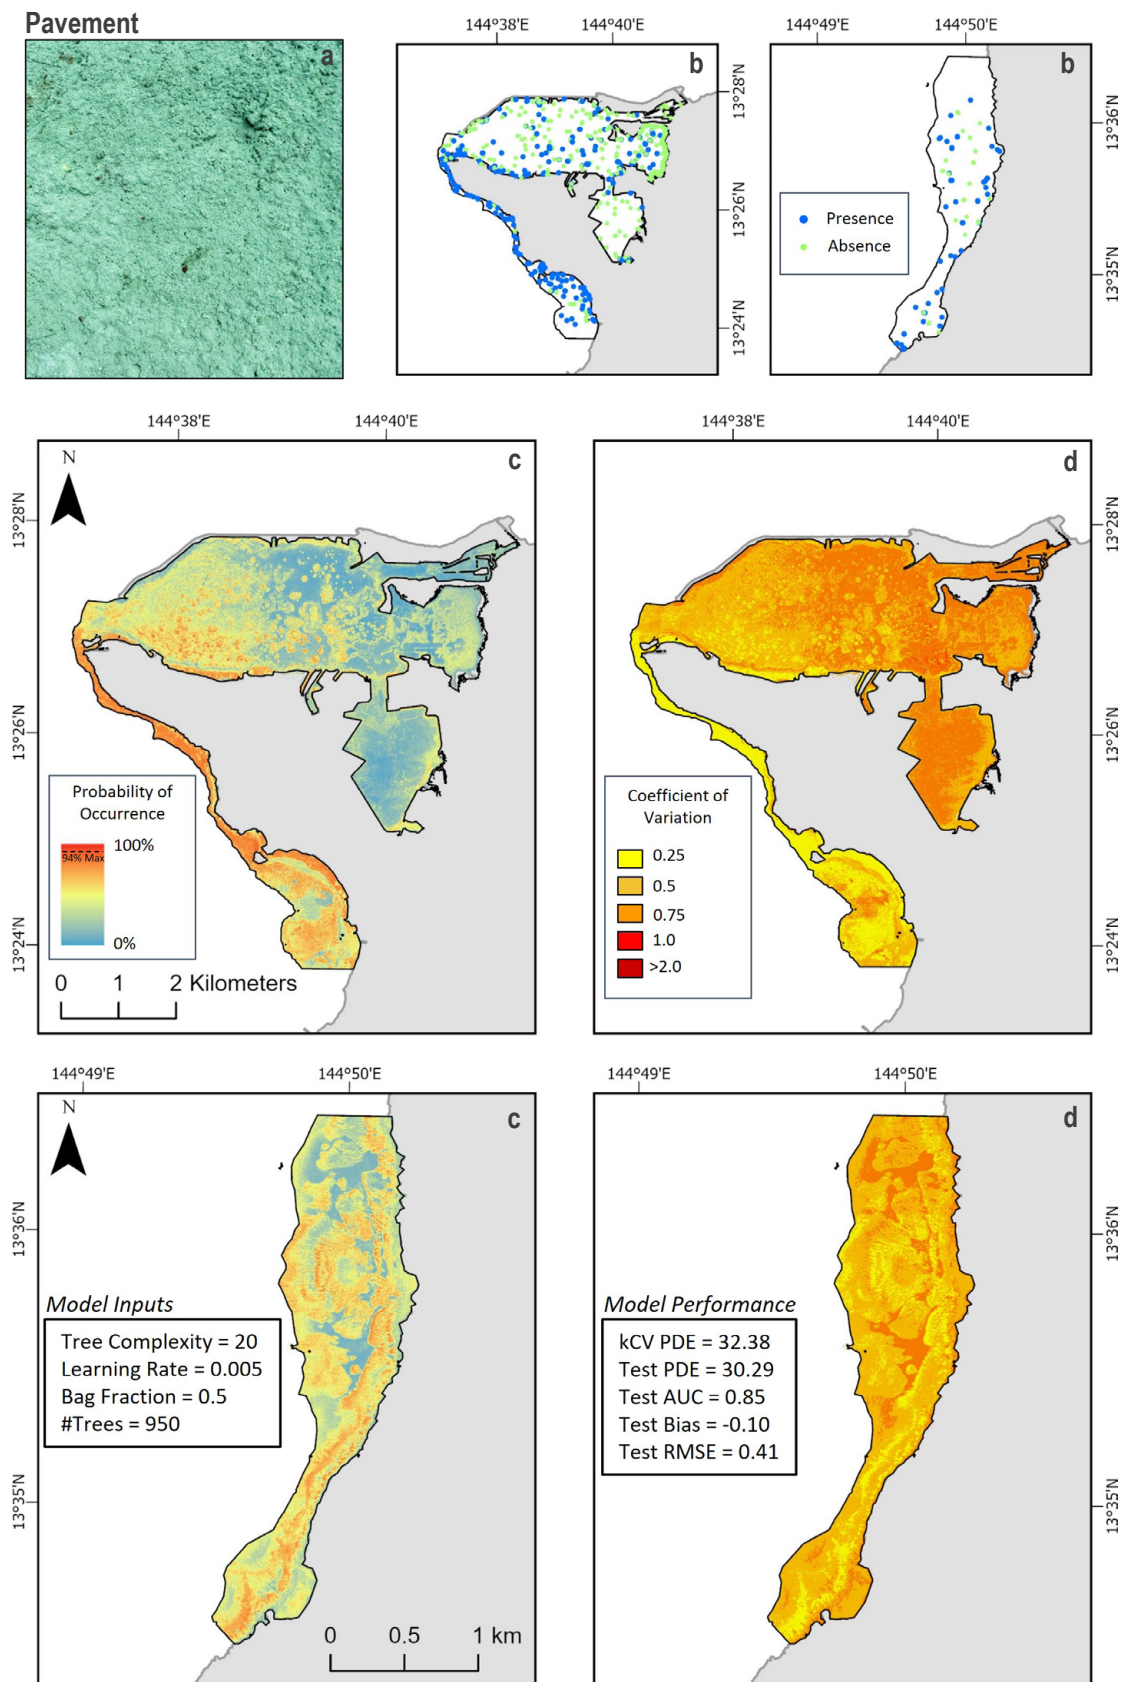 Pavement
a
144°38'E 144°40'E
b
13°28'N
13°26'N
13°24'N
144°49'E 144°50'E
b
13°36'N
13°35'N
Presence
Absence
144°38'E 144°40'E
c
N
13°28'N
13°26'N
13°24'N
Probability of
Occurrence
100%
94% Max
0%
0 1 2 Kilometers
144°38'E 144°40'E
d
13°28'N
13°26'N
13°24'N
Coefficient of
Variation
0.25
0.5
0.75
1.0
>2.0
144°49'E 144°50'E
c
N
13°36'N
13°35'N
Model Inputs
Tree Complexity = 20
Learning Rate = 0.005
Bag Fraction = 0.5
#Trees = 950
0 0.5 1 km
144°49'E 144°50'E
d
13°36'N
13°35'N
Model Performance
kCV PDE = 32.38
Test PDE = 30.29
Test AUC = 0.85
Test Bias = -0.10
Test RMSE = 0.41